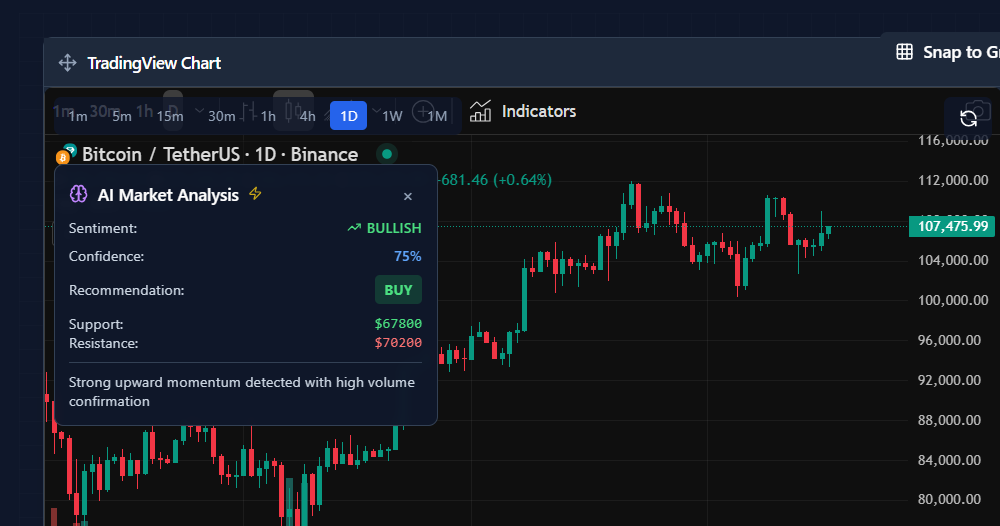 TradingView Chart
Snap to Gr
1m 30m 1h D
1m 5m 15m 30m 1h 4h 1D 1W 1M
Indicators
Bitcoin / TetherUS · 1D · Binance
AI Market Analysis
×
-681.46 (+0.64%)
Sentiment: BULLISH
Confidence: 75%
Recommendation: BUY
Support: $67800
Resistance: $70200
Strong upward momentum detected with high volume
confirmation
116,000.00
112,000.00
107,475.99
104,000.00
100,000.00
96,000.00
92,000.00
88,000.00
84,000.00
80,000.00